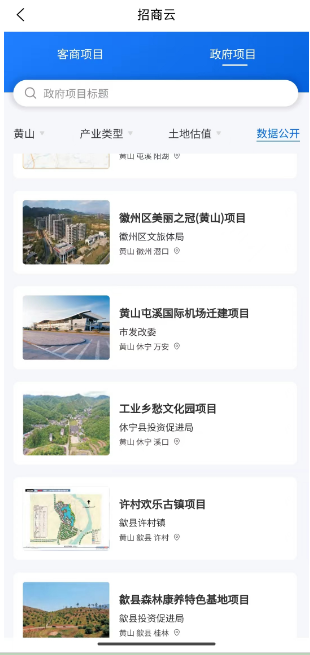 招商云
客商项目 政府项目
政府项目标题
黄山 产业类型 土地估值 数据公开
黄山 屯溪 阳湖
徽州区美丽之冠(黄山)项目
徽州区文旅体局
黄山 徽州 潜口
黄山屯溪国际机场迁建项目
市发改委
黄山 休宁 万安
工业乡愁文化园项目
休宁县投资促进局
黄山 休宁 溪口
许村欢乐古镇项目
歙县许村镇
黄山 歙县 许村
歙县森林康养特色基地项目
歙县投资促进局
黄山 歙县 桂林